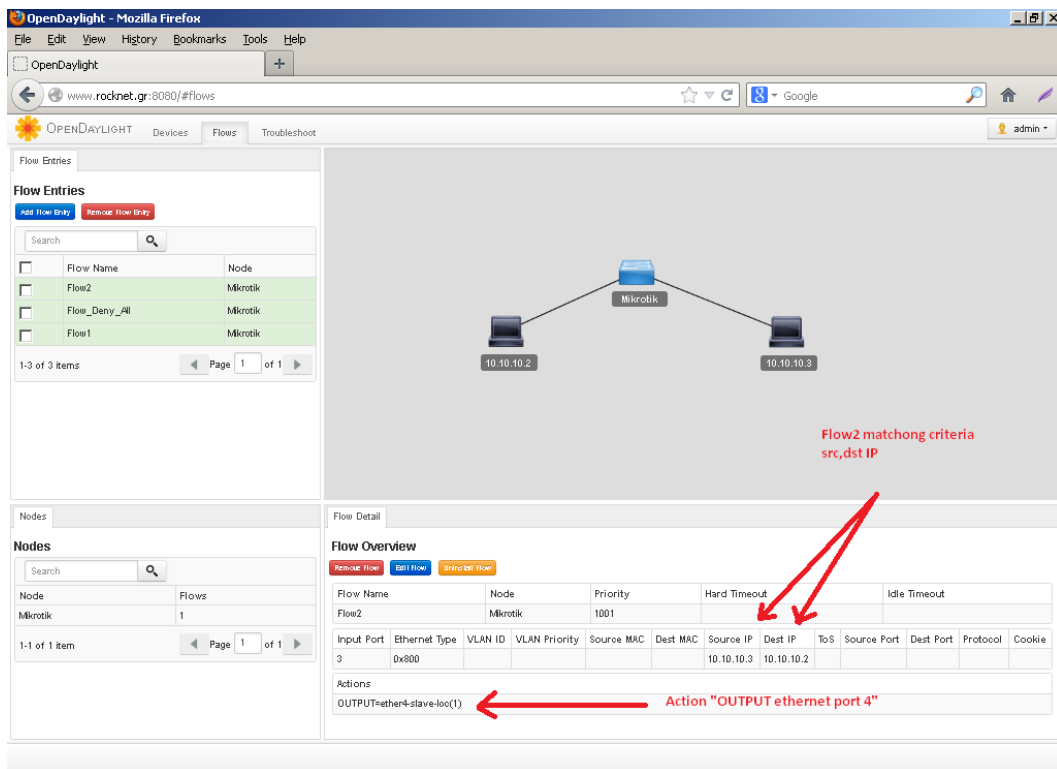 OpenDaylight - Mozilla Firefox
File Edit View History Bookmarks Tools Help
OpenDaylight +
www.rocknet.gr:8080/#flows
Google
OPENDAYLIGHT Devices Flows Troubleshoot admin
Flow Entries
Flow Entries
Add Flow Entry Remove Flow Entry
Search
Flow Name Node
Flow2 Mikrotik
Flow_Deny_All Mikrotik
Flow1 Mikrotik
1-3 of 3 items Page 1 of 1
Mikrotik
10.10.10.2
10.10.10.3
Flow2 matchong criteria
src,dst IP
Nodes
Nodes
Search
Node Flows
Mikrotik 1
1-1 of 1 item Page 1 of 1
Flow Detail
Flow Overview
Remove Flow Edit Flow Uninstall Flow
Flow Name Node Priority Hard Timeout Idle Timeout
Flow2 Mikrotik 1001
Input Port Ethernet Type VLAN ID VLAN Priority Source MAC Dest MAC Source IP Dest IP ToS Source Port Dest Port Protocol Cookie
3 0x800 10.10.10.3 10.10.10.2
Actions
OUTPUT=ether4-slave-loc(1)
Action "OUTPUT ethernet port 4"